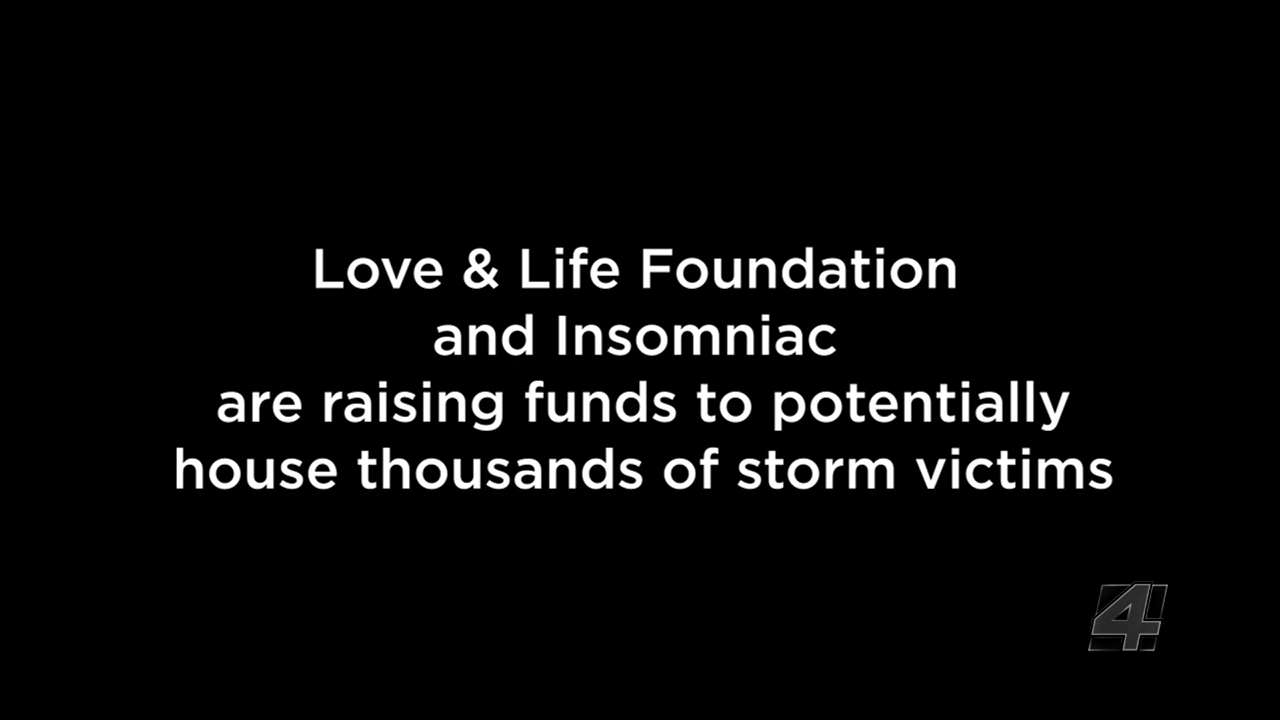 Love & Life Foundation
and Insomniac
are raising funds to potentially
house thousands of storm victims
4